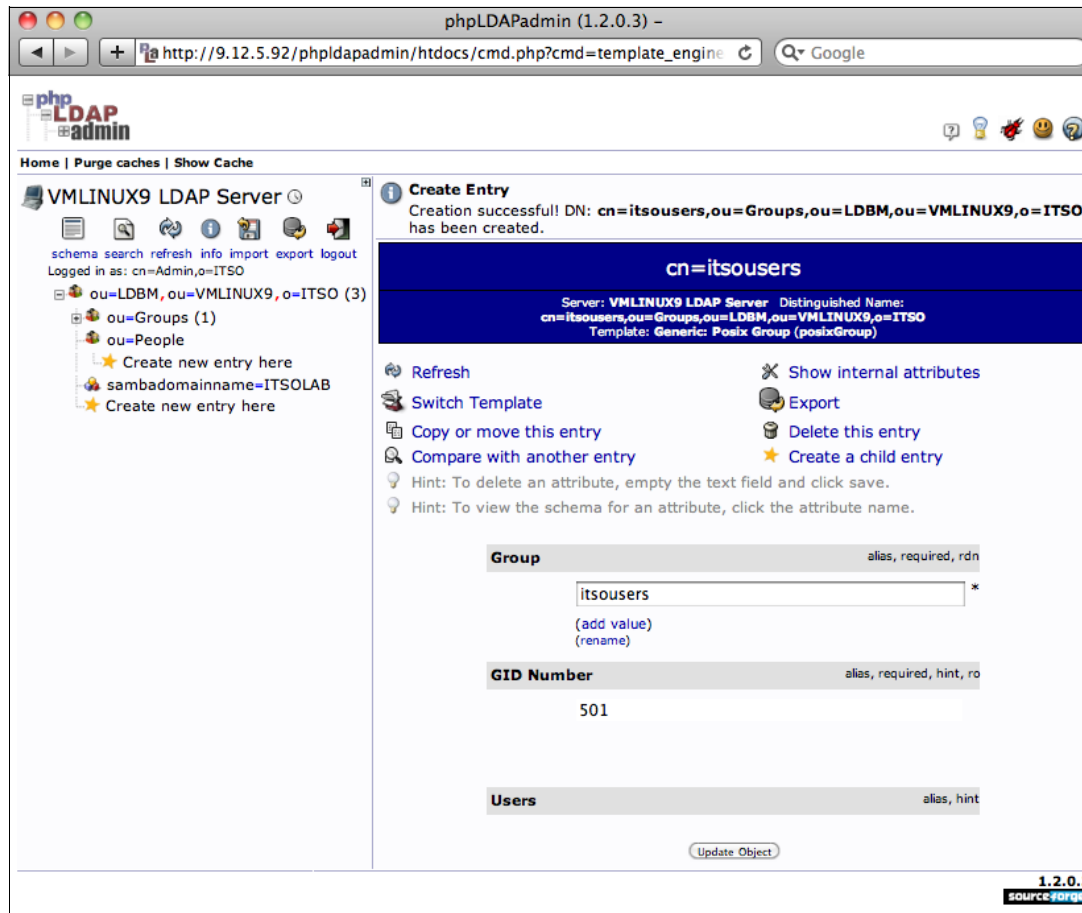 phpLDAPadmin (1.2.0.3) –
http://9.12.5.92/phpldapadmin/htdocs/cmd.php?cmd=template_engine
Google
php
LDAP
admin
Home | Purge caches | Show Cache
VMLINUX9 LDAP Server
schema search refresh info import export logout
Logged in as: cn=Admin,o=ITSO
ou=LDBM,ou=VMLINUX9,o=ITSO (3)
ou=Groups (1)
ou=People
Create new entry here
sambadomainname=ITSOLAB
Create new entry here
Create Entry
Creation successful! DN: cn=itsousers,ou=Groups,ou=LDBM,ou=VMLINUX9,o=ITSO
has been created.
cn=itsousers
Server: VMLINUX9 LDAP Server Distinguished Name:
cn=itsousers,ou=Groups,ou=LDBM,ou=VMLINUX9,o=ITSO
Template: Generic: Posix Group (posixGroup)
Refresh
Show internal attributes
Switch Template
Export
Copy or move this entry
Delete this entry
Compare with another entry
Create a child entry
Hint: To delete an attribute, empty the text field and click save.
Hint: To view the schema for an attribute, click the attribute name.
Group alias, required, rdn
itsousers *
(add value)
(rename)
GID Number alias, required, hint, ro
501
Users alias, hint
Update Object
1.2.0.
sourceforge